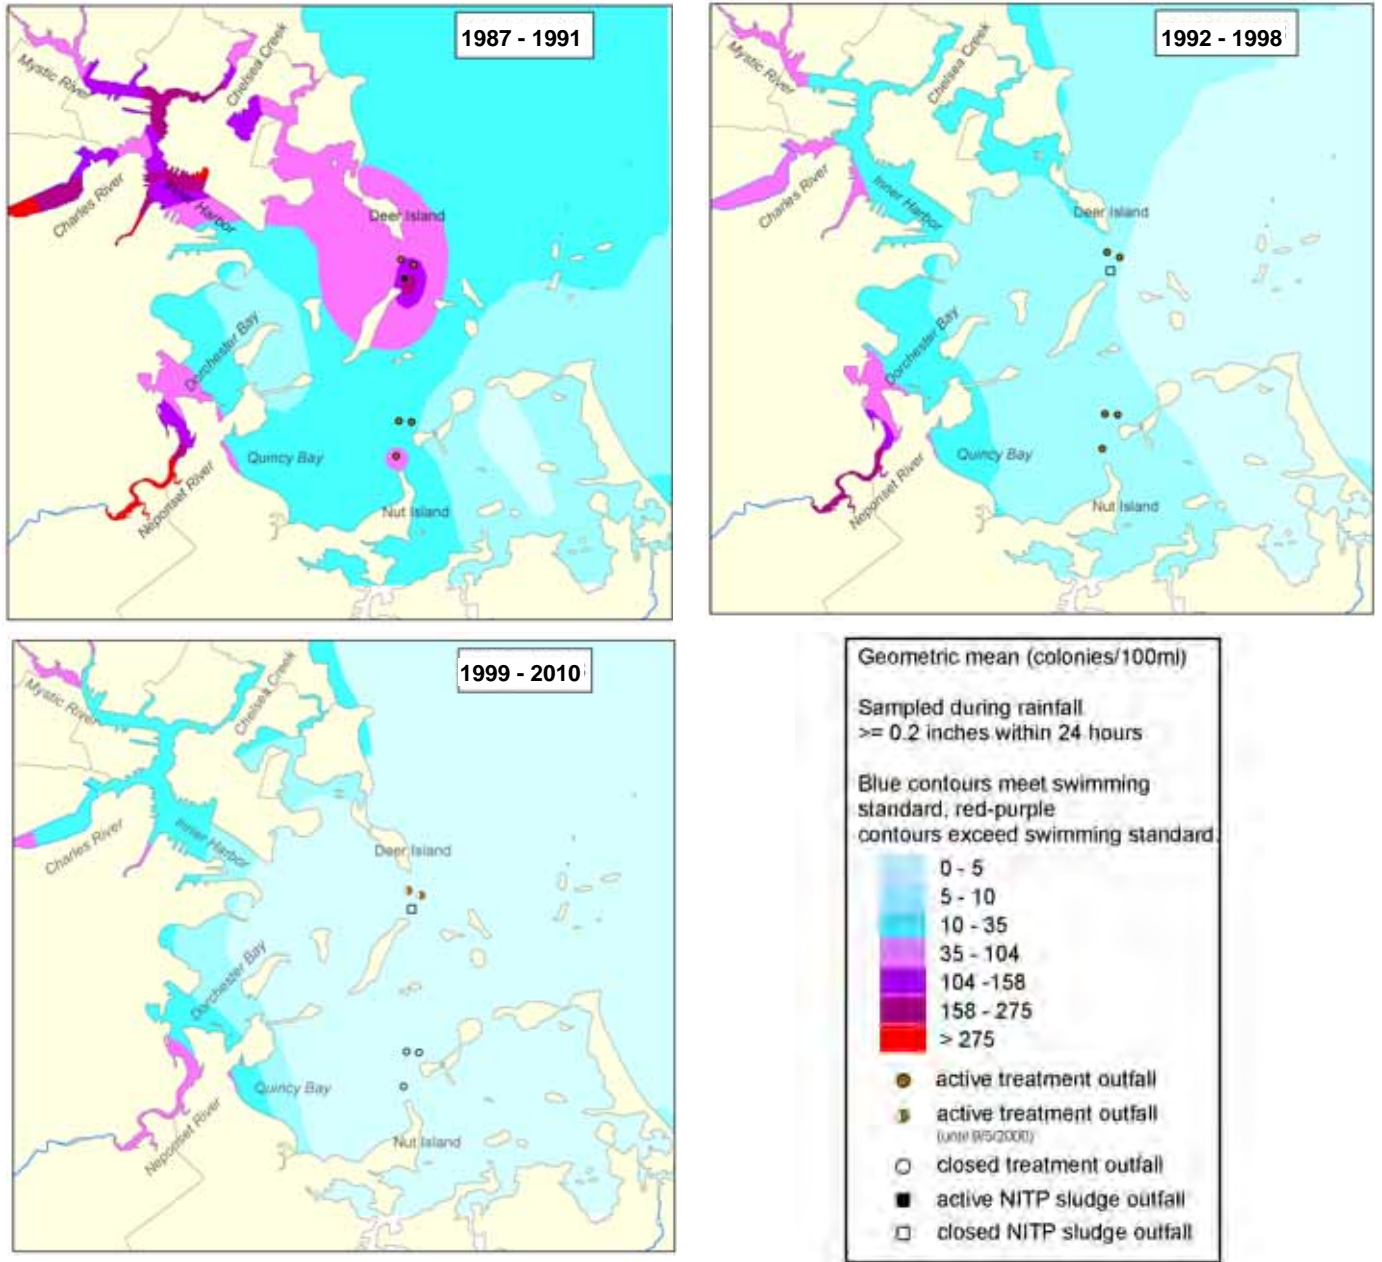 1987 - 1991
Mystic River
Chelsea Creek
Charles River
Harbor
Deer Island
Dorchester Bay
Quincy Bay
Neponset River
Nut Island
1992 - 1998
Mystic River
Chelsea Creek
Charles River
Inner Harbor
Deer Island
Dorchester Bay
Quincy Bay
Neponset River
Nut Island
1999 - 2010
Mystic River
Chelsea Creek
Charles River
Inner Harbor
Deer Island
Dorchester Bay
Quincy Bay
Neponset River
Nut Island
Geometric mean (colonies/100ml)
Sampled during rainfall
>= 0.2 inches within 24 hours
Blue contours meet swimming
standard, red-purple
contours exceed swimming standard.
0 - 5
5 - 10
10 - 35
35 - 104
104 -158
158 - 275
> 275
active treatment outfall
active treatment outfall
(until 9/5/2000)
closed treatment outfall
active NITP sludge outfall
closed NITP sludge outfall